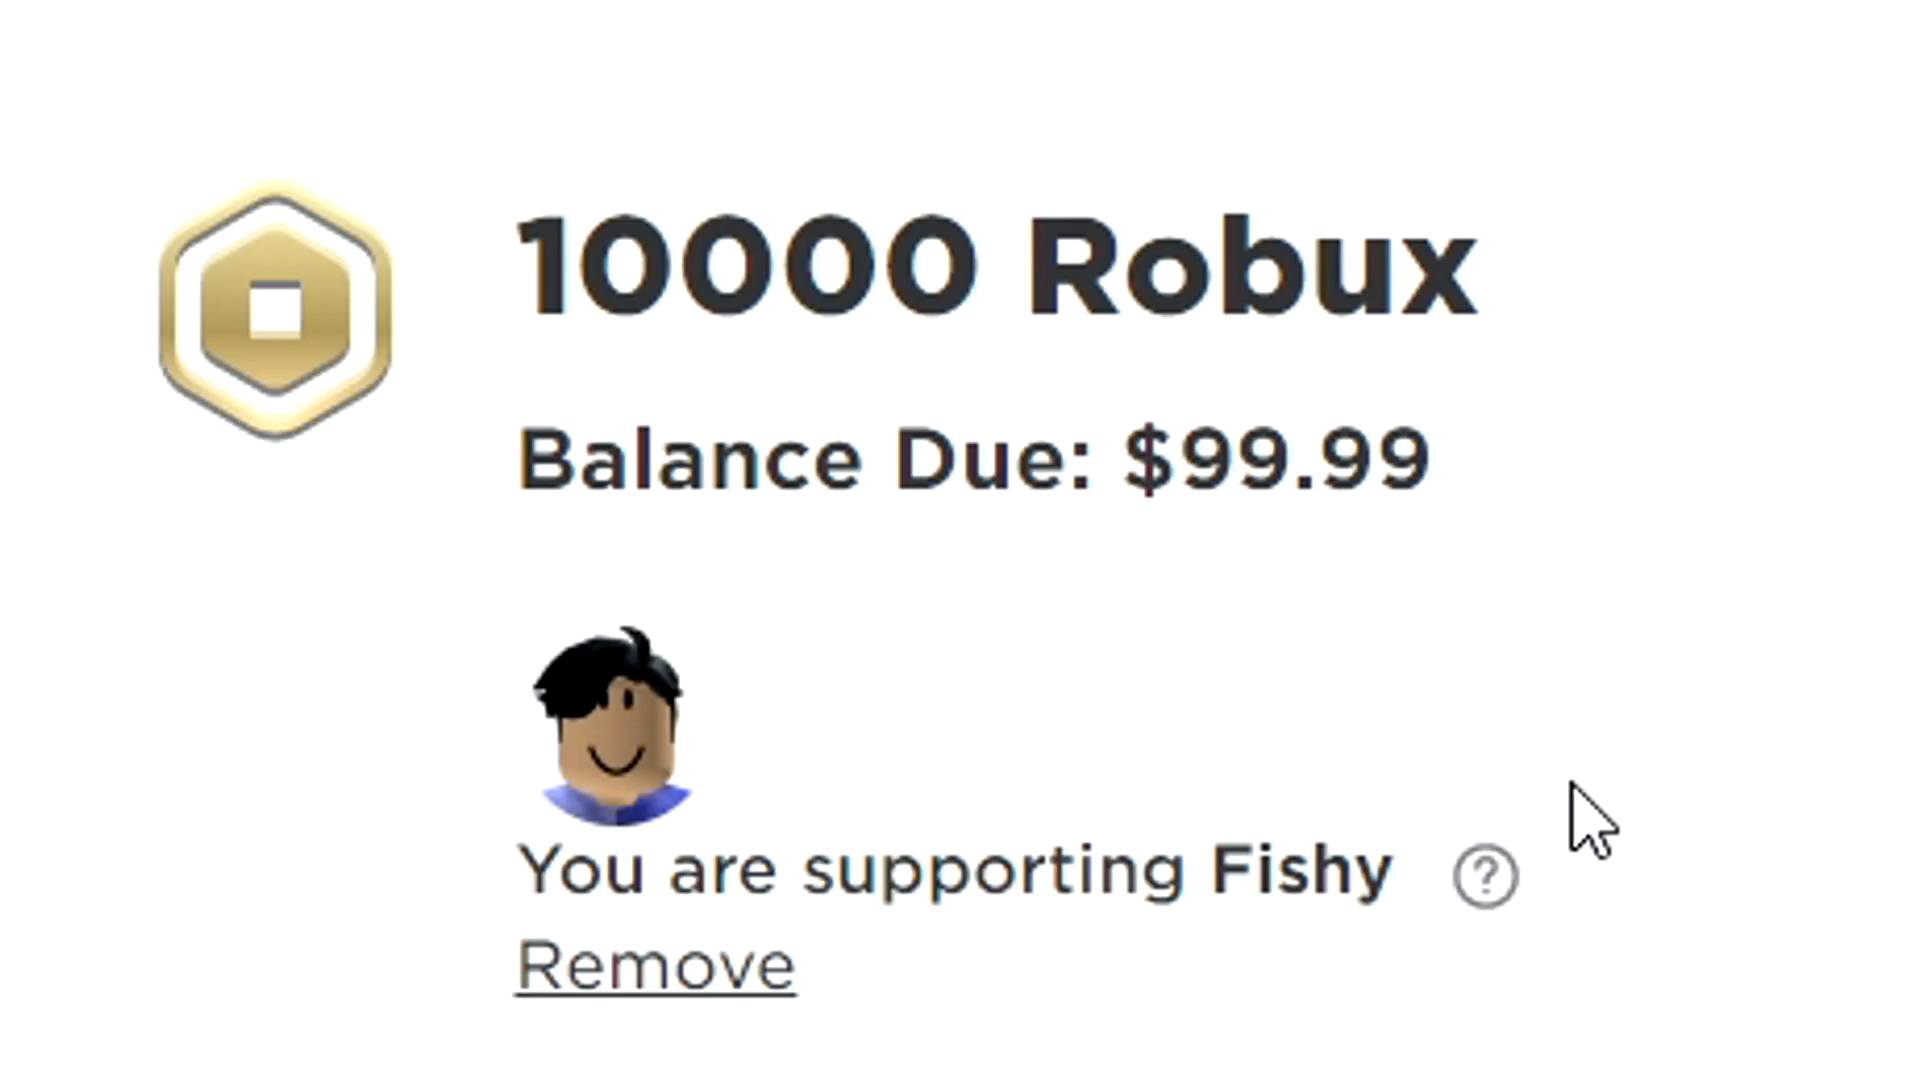 10000 Robux
Balance Due: $99.99
You are supporting Fishy ?
Remove